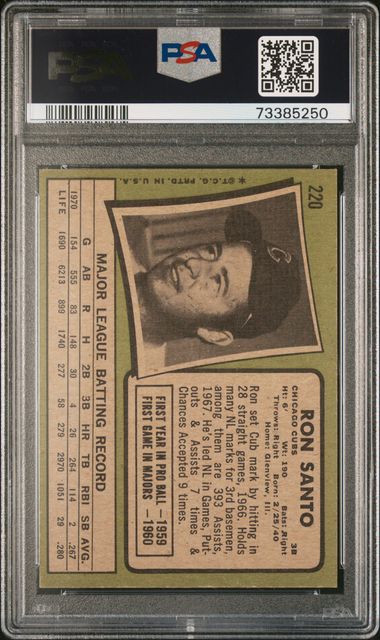 PSA
PSA
73385250
220
★©T.C.G. PRTD. IN U.S.A.
RON SANTO
3B
CHICAGO CUBS
Ht: 6' Wt: 190 Bats: Right
Throws: Right Born: 2/25/40
Home: Glenview Ill.
Ron set Cub mark by hitting in
28 straight games, 1966. Holds
many NL marks for 3rd basemen,
among them are 393 Assists,
1967. He's led NL in Games, Put-
outs & Assists 7 times &
Chances Accepted 9 times.
FIRST YEAR IN PRO BALL — 1959
FIRST GAME IN MAJORS — 1960
MAJOR LEAGUE BATTING RECORD
G AB R H 2B 3B HR TB RBI SB AVG.
1970 154 555 83 148 30 4 26 264 114 2 .267
LIFE 1690 6213 899 1740 277 58 279 2970 1051 29 .280